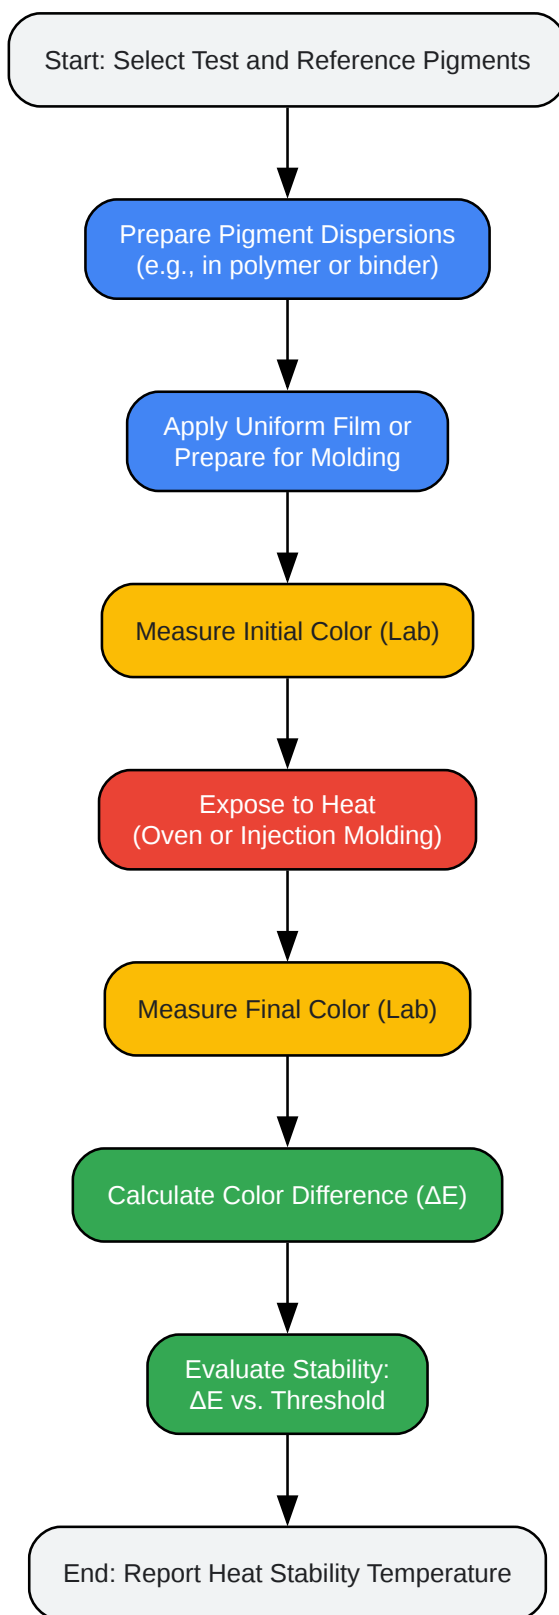 Start: Select Test and Reference Pigments
Prepare Pigment Dispersions
(e.g., in polymer or binder)
Apply Uniform Film or
Prepare for Molding
Measure Initial Color (Lab)
Expose to Heat
(Oven or Injection Molding)
Measure Final Color (Lab)
Calculate Color Difference (ΔE)
Evaluate Stability:
ΔE vs. Threshold
End: Report Heat Stability Temperature